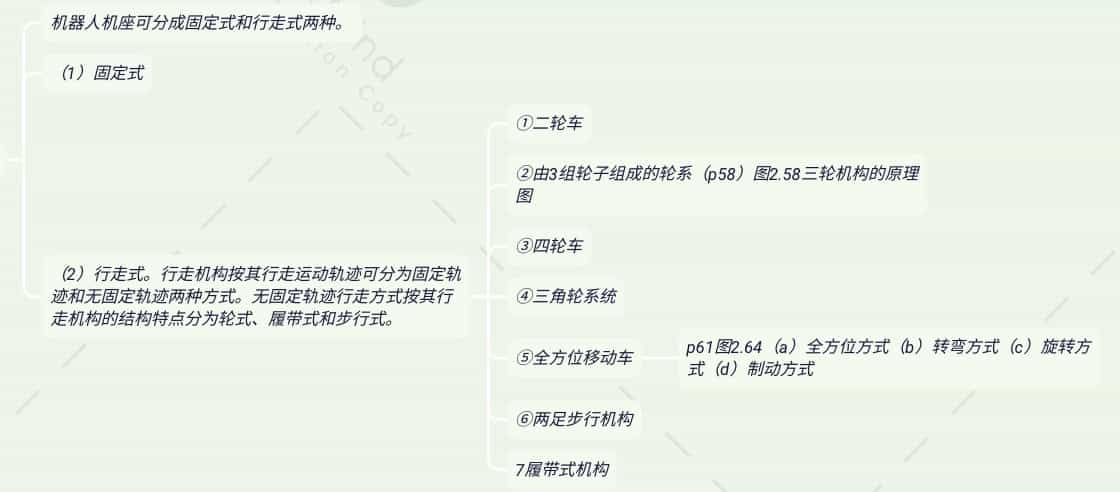 机器人机座可分成固定式和行走式两种。
（1）固定式
（2）行走式。行走机构按其行走运动轨迹可分为固定轨
迹和无固定轨迹两种方式。无固定轨迹行走方式按其行
走机构的结构特点分为轮式、履带式和步行式。
①二轮车
②由3组轮子组成的轮系（p58）图2.58三轮机构的原理
图
③四轮车
④三角轮系统
⑤全方位移动车
p61图2.64（a）全方位方式（b）转弯方式（c）旋转方
式（d）制动方式
⑥两足步行机构
7履带式机构